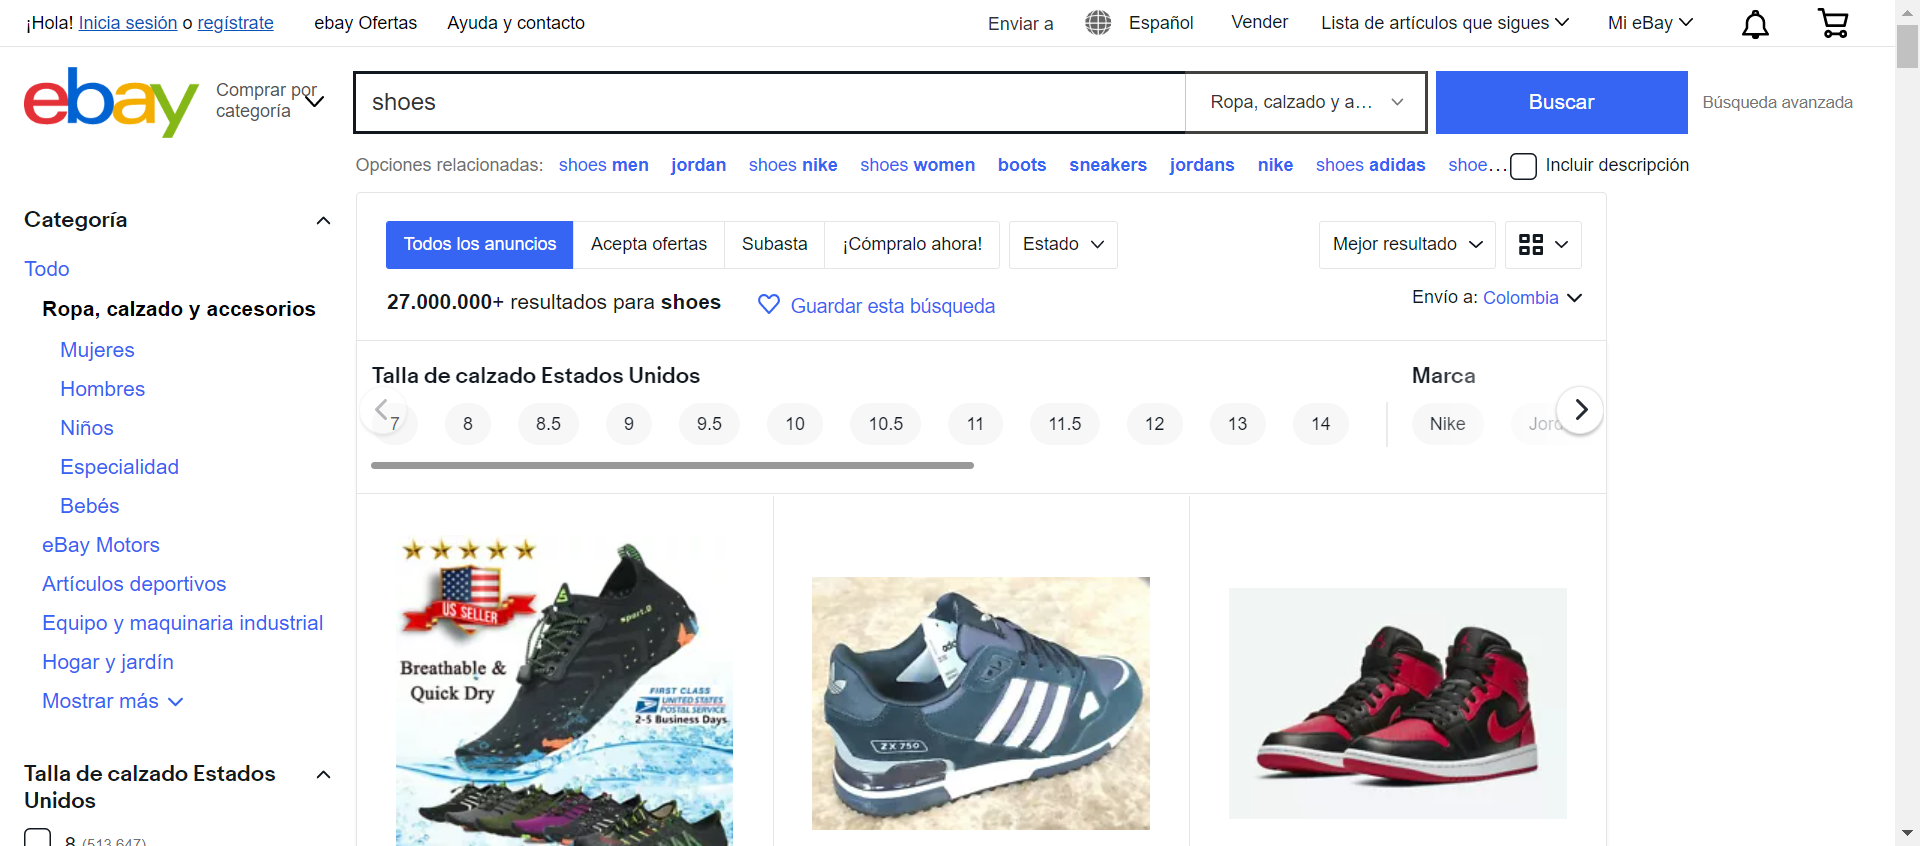 ¡Hola! Inicia sesión o regístrate
ebay Ofertas
Ayuda y contacto
Enviar a
Español
Vender
Lista de artículos que sigues
Mi eBay
ebay
Comprar por
categoría
shoes
Ropa, calzado y a...
Buscar
Búsqueda avanzada
Opciones relacionadas: shoes men jordan shoes nike shoes women boots sneakers jordans nike shoes adidas shoe...
Incluir descripción
Categoría
Todo
Ropa, calzado y accesorios
Mujeres
Hombres
Niños
Especialidad
Bebés
eBay Motors
Artículos deportivos
Equipo y maquinaria industrial
Hogar y jardín
Mostrar más
Talla de calzado Estados
Unidos
8 (513.647)
Todos los anuncios
Acepta ofertas
Subasta
¡Cómpralo ahora!
Estado
Mejor resultado
27.000.000+ resultados para shoes
Guardar esta búsqueda
Envío a: Colombia
Talla de calzado Estados Unidos
7 8 8.5 9 9.5 10 10.5 11 11.5 12 13 14
Marca
Nike
Jord
US SELLER
sport.D
Breathable &
Quick Dry
FIRST CLASS
UNITED STATES
POSTAL SERVICE
2-5 Business Days
adidas
ZX 750